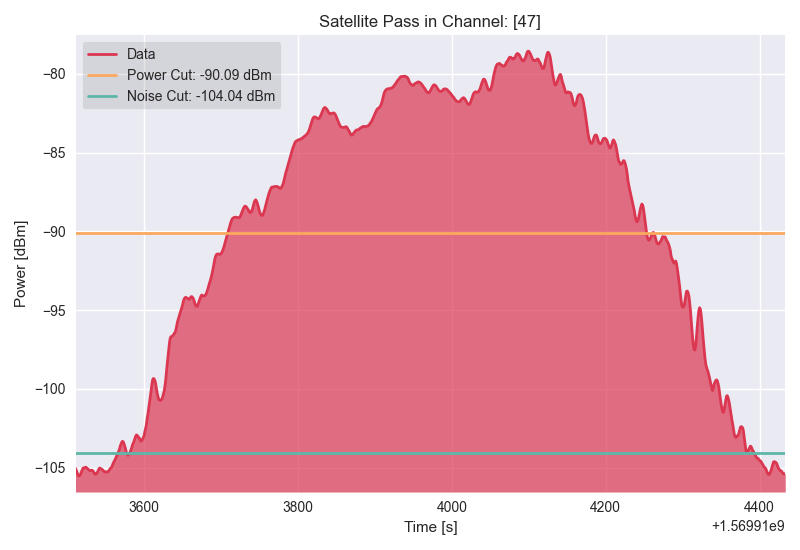 Satellite Pass in Channel: [47]
Data
Power Cut: -90.09 dBm
Noise Cut: -104.04 dBm
Power [dBm]
−80
−85
−90
−95
−100
−105
3600 3800 4000 4200 4400
Time [s]
+1.56991e9